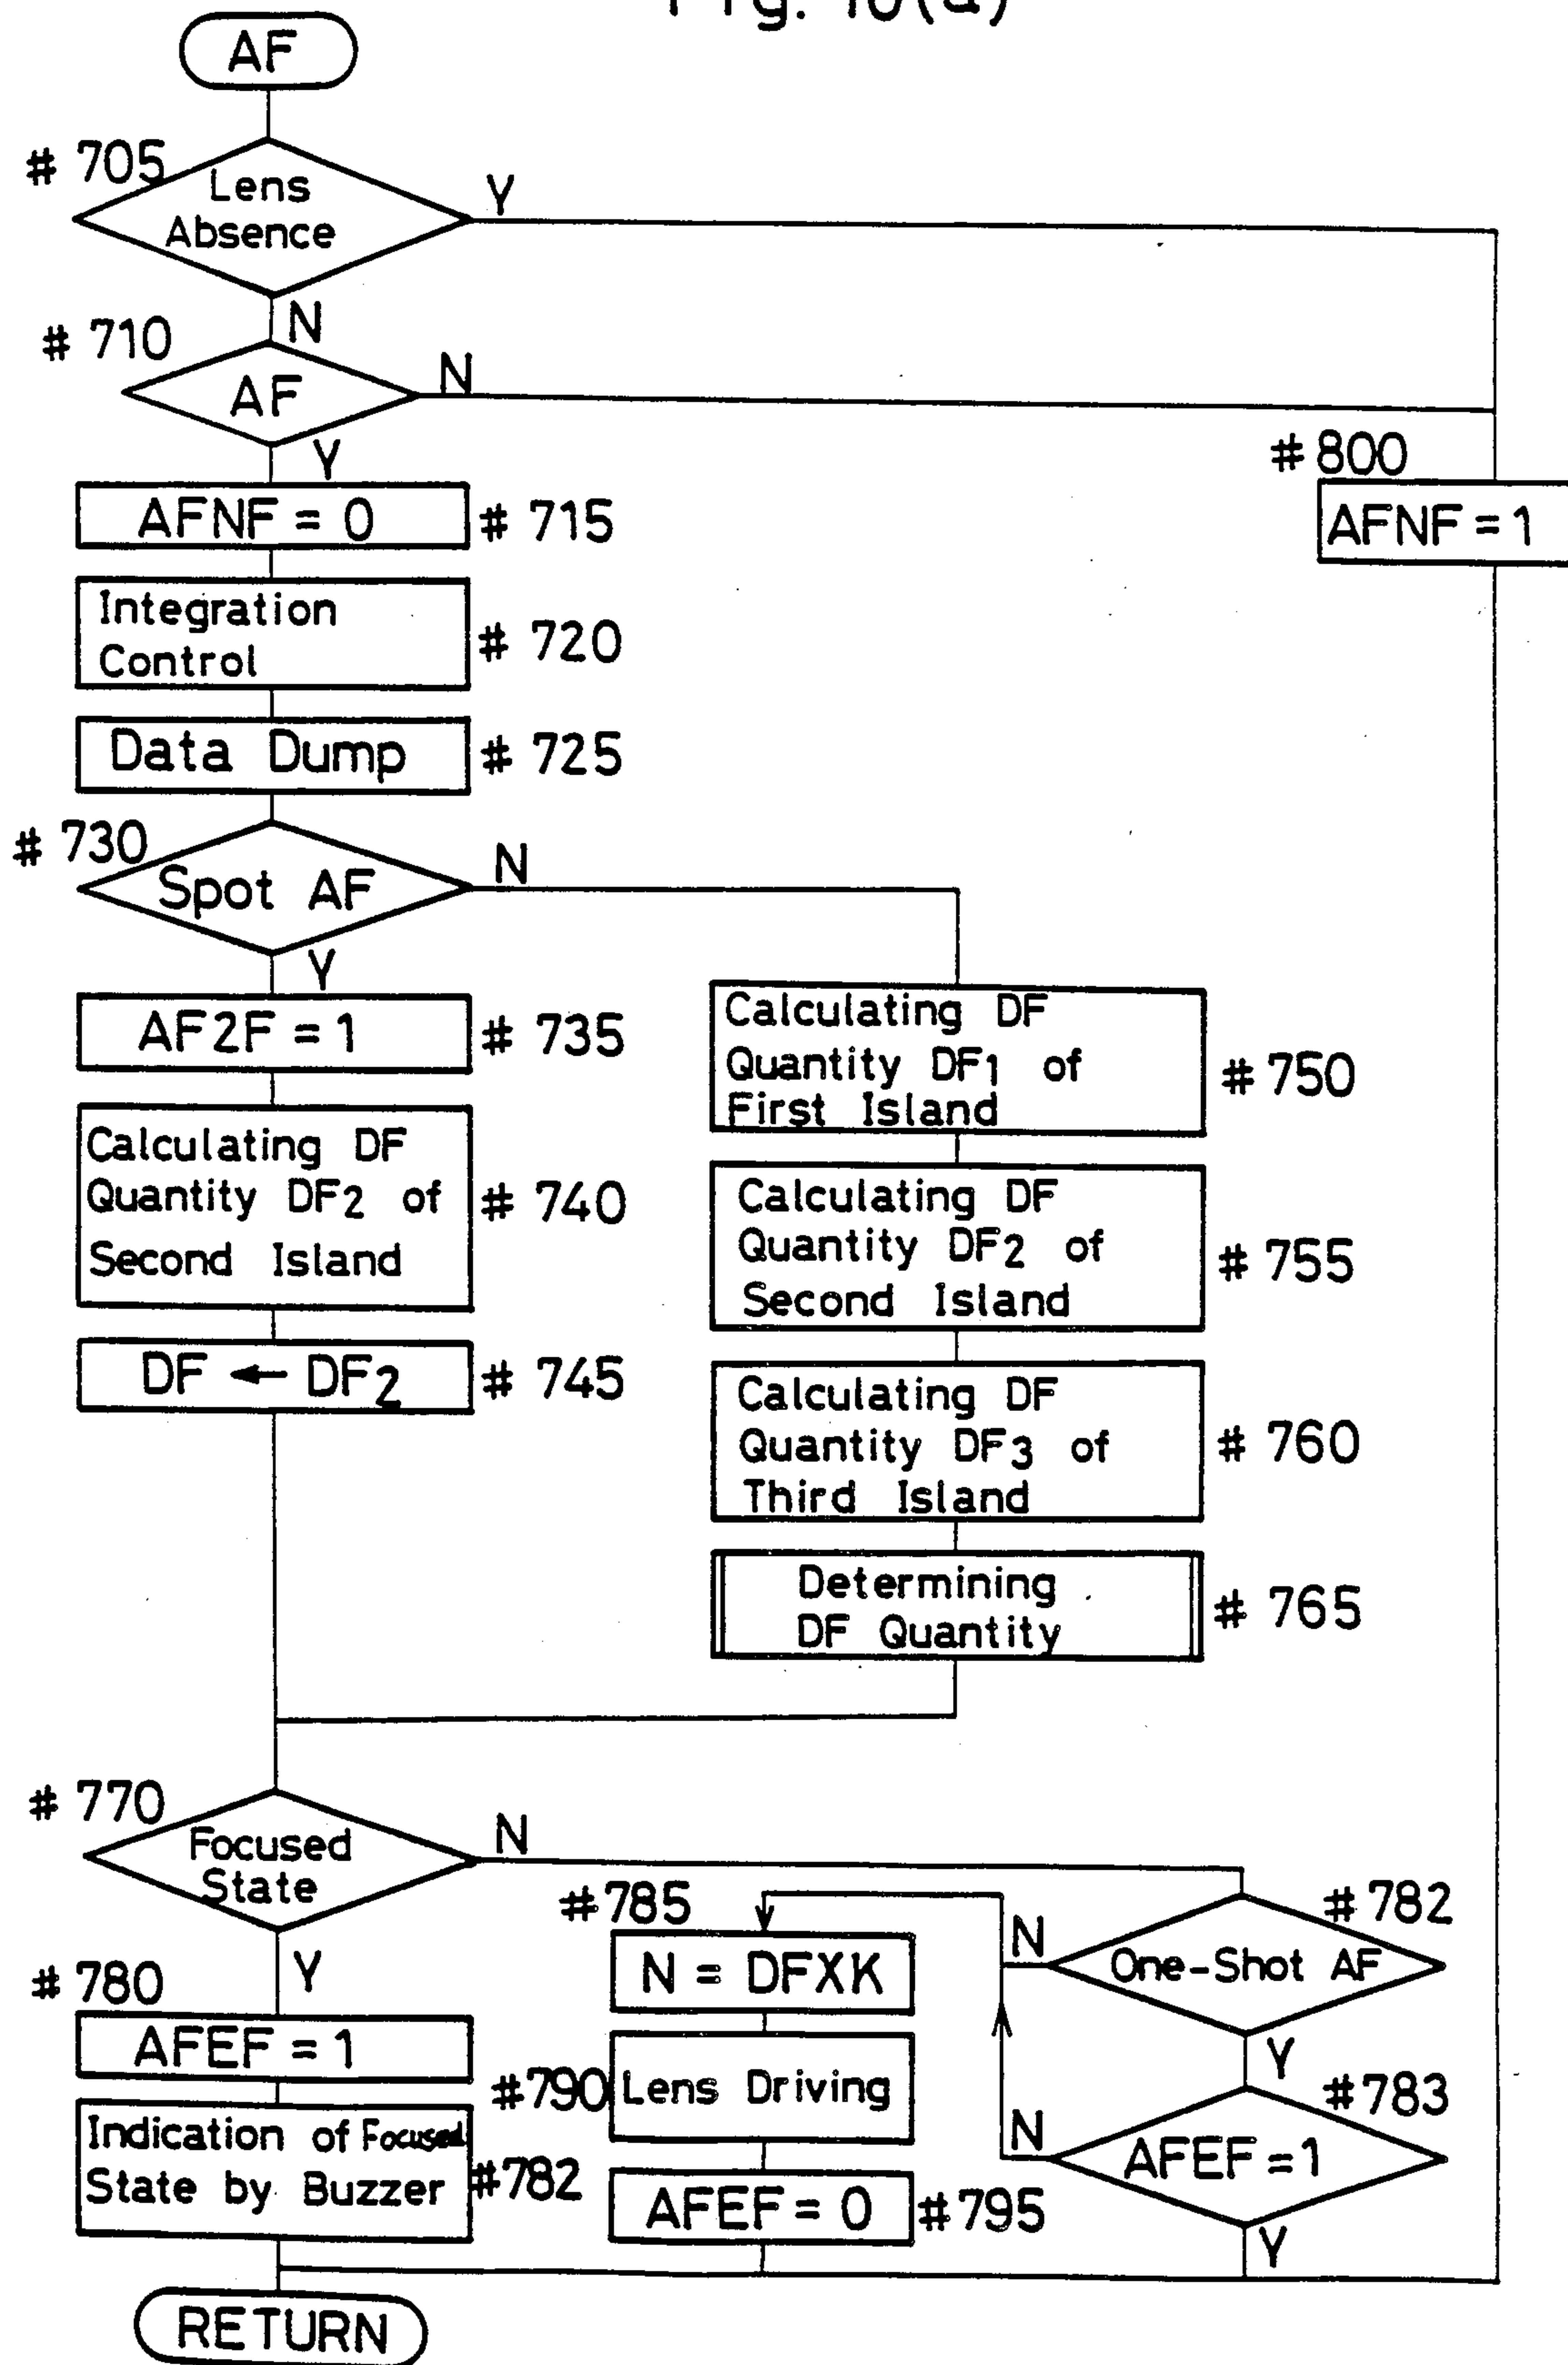 Fig. 10(a)
AF
# 705
Lens
Absence
Y
N
# 710
AF
N
Y
# 800
AFNF = 1
AFNF = 0
# 715
Integration
Control
# 720
Data Dump
# 725
# 730
Spot AF
N
Y
AF2F = 1
# 735
Calculating DF
Quantity DF2 of
Second Island
# 740
DF ← DF2
# 745
Calculating DF
Quantity DF1 of
First Island
# 750
Calculating DF
Quantity DF2 of
Second Island
# 755
Calculating DF
Quantity DF3 of
Third Island
# 760
Determining
DF Quantity
# 765
# 770
Focused
State
N
Y
# 780
AFEF = 1
Indication of Focused
State by Buzzer
#782
#785
N = DFXK
#790
Lens Driving
AFEF = 0
#795
#782
One-Shot AF
N
Y
#783
AFEF = 1
N
Y
RETURN